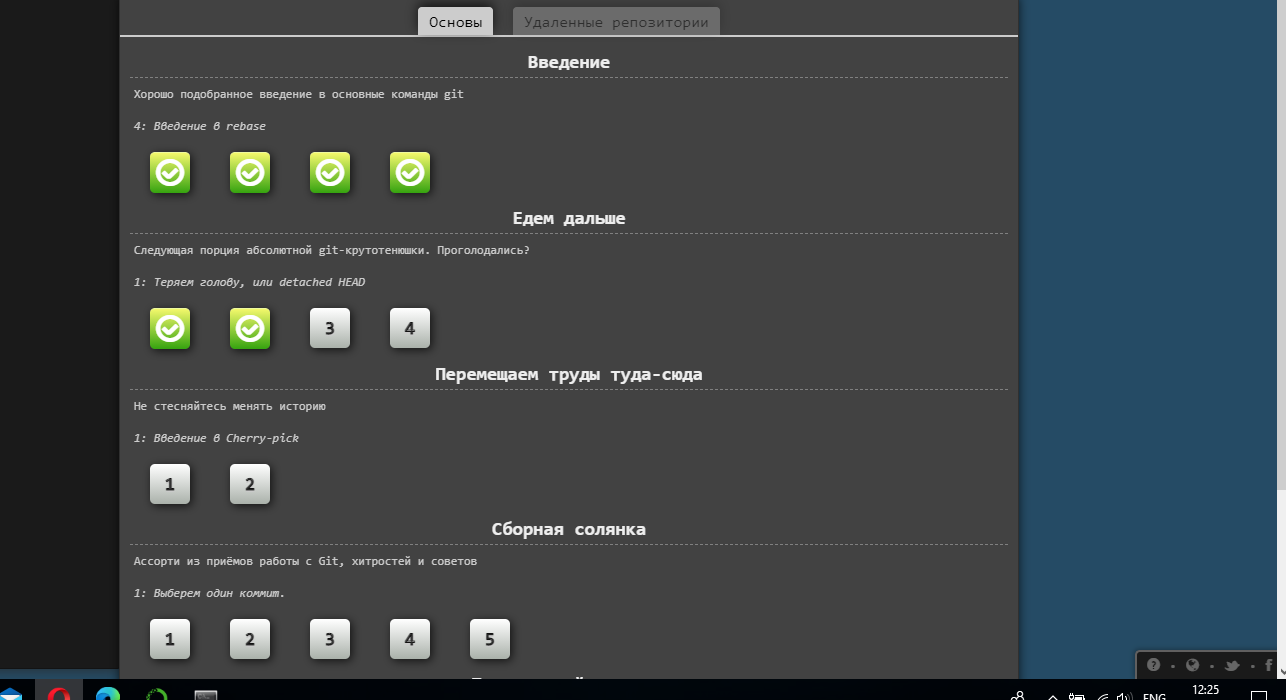 Основы Удаленные репозитории
Введение
Хорошо подобранное введение в основные команды git
4: Введение в rebase
Едем дальше
Следующая порция абсолютной git-крутотенюшки. Проголодались?
1: Теряем голову, или detached HEAD
3 4
Перемещаем труды туда-сюда
Не стесняйтесь менять историю
1: Введение в Cherry-pick
1 2
Сборная солянка
Ассорти из приёмов работы с Git, хитростей и советов
1: Выберем один коммит.
1 2 3 4 5
ENG
12:25